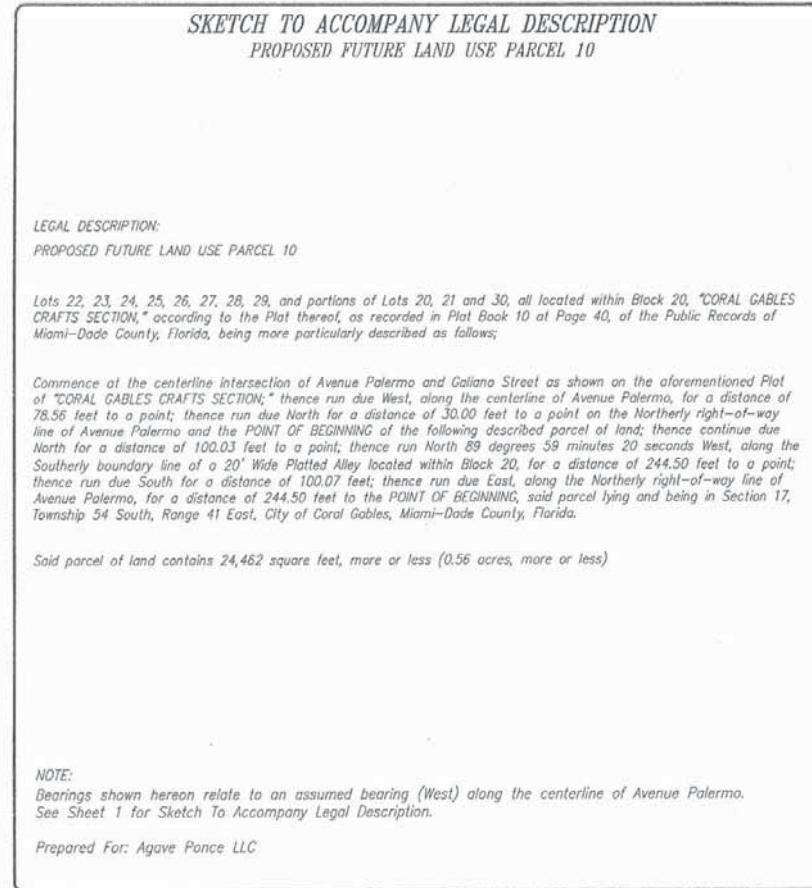 SKETCH TO ACCOMPANY LEGAL DESCRIPTION
PROPOSED FUTURE LAND USE PARCEL 10
LEGAL DESCRIPTION:
PROPOSED FUTURE LAND USE PARCEL 10
Lots 22, 23, 24, 25, 26, 27, 28, 29, and portions of Lots 20, 21 and 30, all located within Block 20, "CORAL GABLES
CRAFTS SECTION," according to the Plat thereof, as recorded in Plat Book 10 at Page 40, of the Public Records of
Miami-Dade County, Florida, being more particularly described as follows;
Commence at the centerline intersection of Avenue Palermo and Galiano Street as shown on the aforementioned Plat
of "CORAL GABLES CRAFTS SECTION;" thence run due West, along the centerline of Avenue Palermo, for a distance of
78.56 feet to a point; thence run due North for a distance of 30.00 feet to a point on the Northerly right-of-way
line of Avenue Palermo and the POINT OF BEGINNING of the following described parcel of land; thence continue due
North for a distance of 100.03 feet to a point; thence run North 89 degrees 59 minutes 20 seconds West, along the
Southerly boundary line of a 20' Wide Platted Alley located within Block 20, for a distance of 244.50 feet to a point;
thence run due South for a distance of 100.07 feet; thence run due East, along the Northerly right-of-way line of
Avenue Palermo, for a distance of 244.50 feet to the POINT OF BEGINNING, said parcel lying and being in Section 17,
Township 54 South, Range 41 East, City of Coral Gables, Miami-Dade County, Florida.
Said parcel of land contains 24,462 square feet, more or less (0.56 acres, more or less)
NOTE:
Bearings shown hereon relate to an assumed bearing (West) along the centerline of Avenue Palermo.
See Sheet 1 for Sketch To Accompany Legal Description.
Prepared For: Agave Ponce LLC